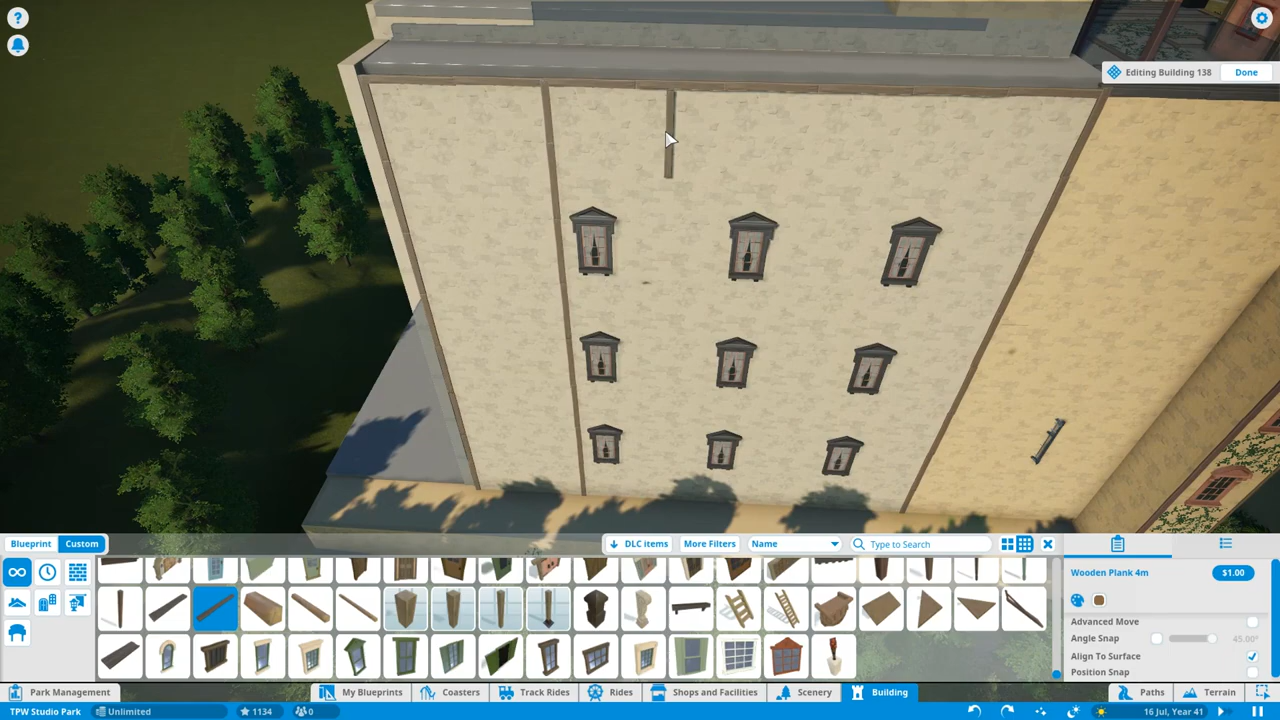 ?
Editing Building 138
Done
Blueprint
Custom
DLC items
More Filters
Name
Type to Search
Wooden Plank 4m
$1.00
Advanced Move
Angle Snap
45.00°
Align To Surface
Position Snap
Park Management
My Blueprints
Coasters
Track Rides
Rides
Shops and Facilities
Scenery
Building
Paths
Terrain
TPW Studio Park
Unlimited
1134
0
16 Jul, Year 41